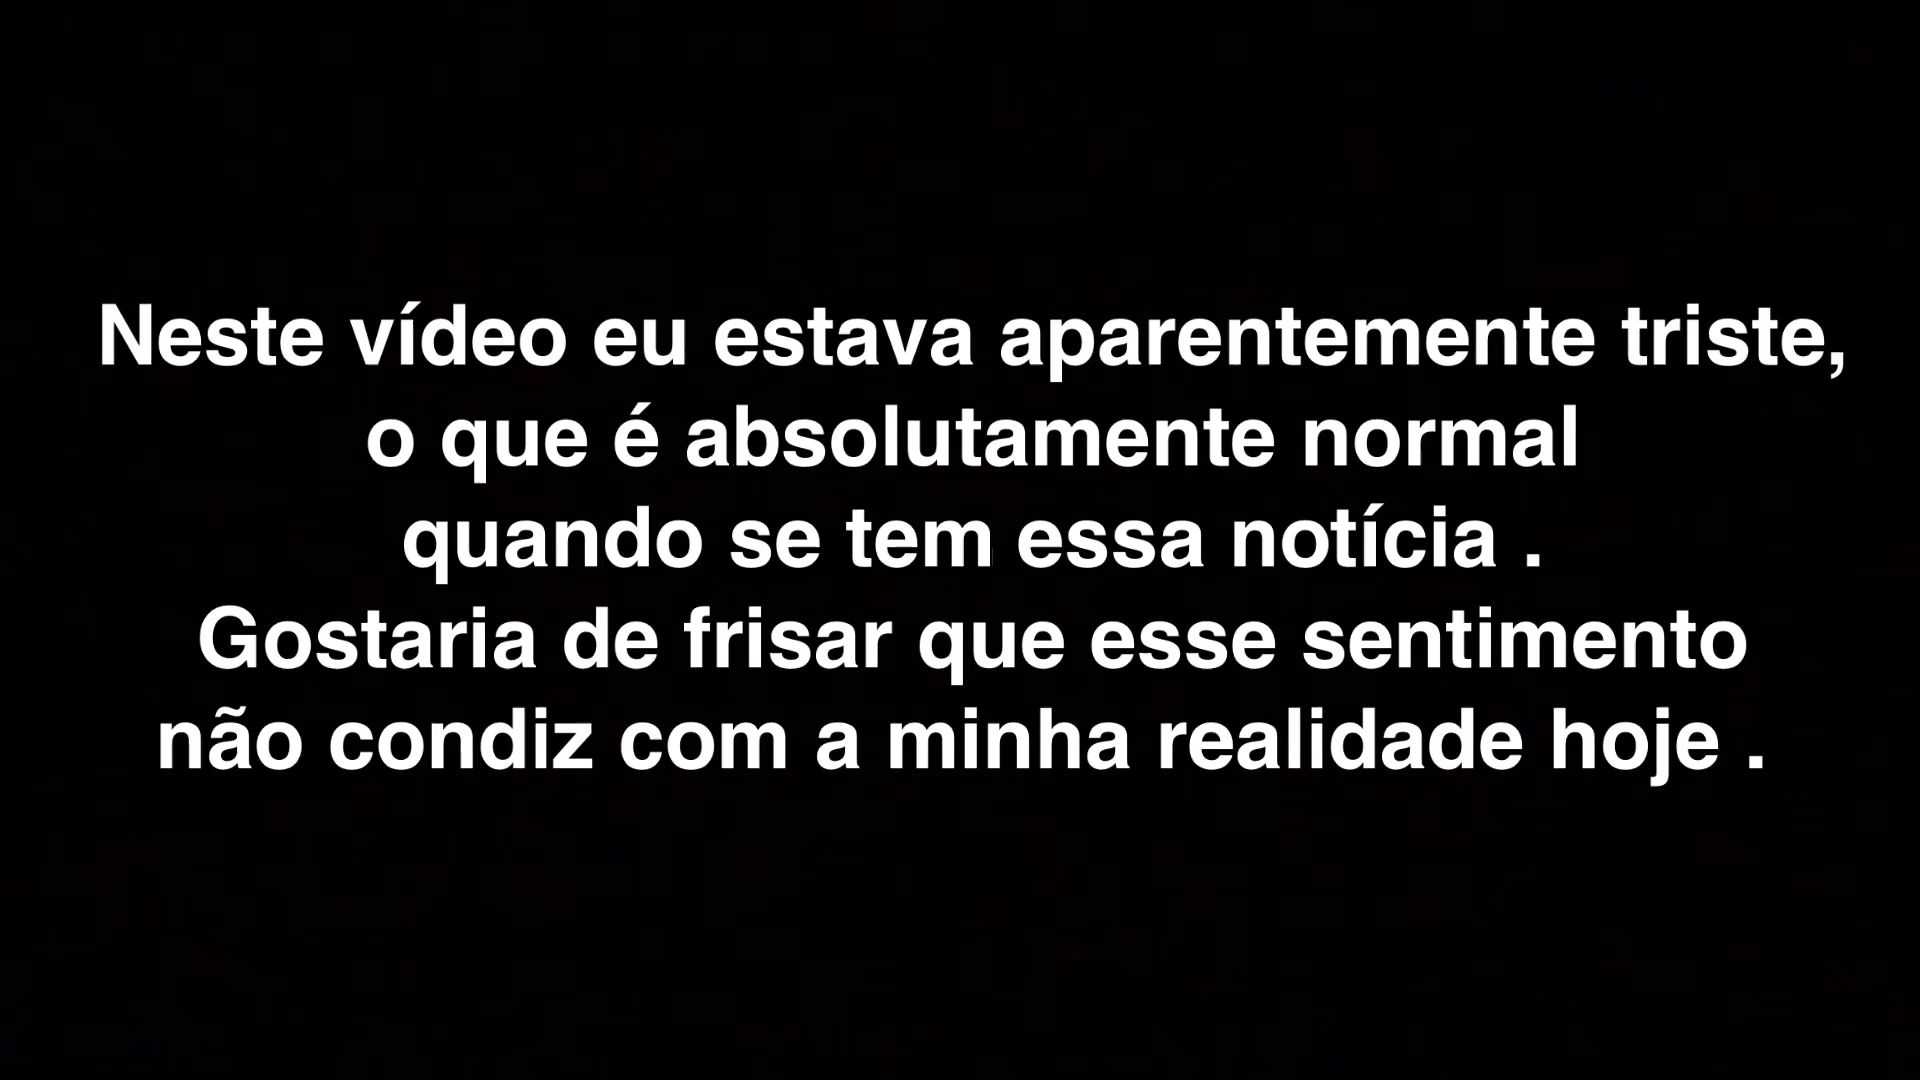 Neste vídeo eu estava aparentemente triste,
o que é absolutamente normal
quando se tem essa notícia .
Gostaria de frisar que esse sentimento
não condiz com a minha realidade hoje .